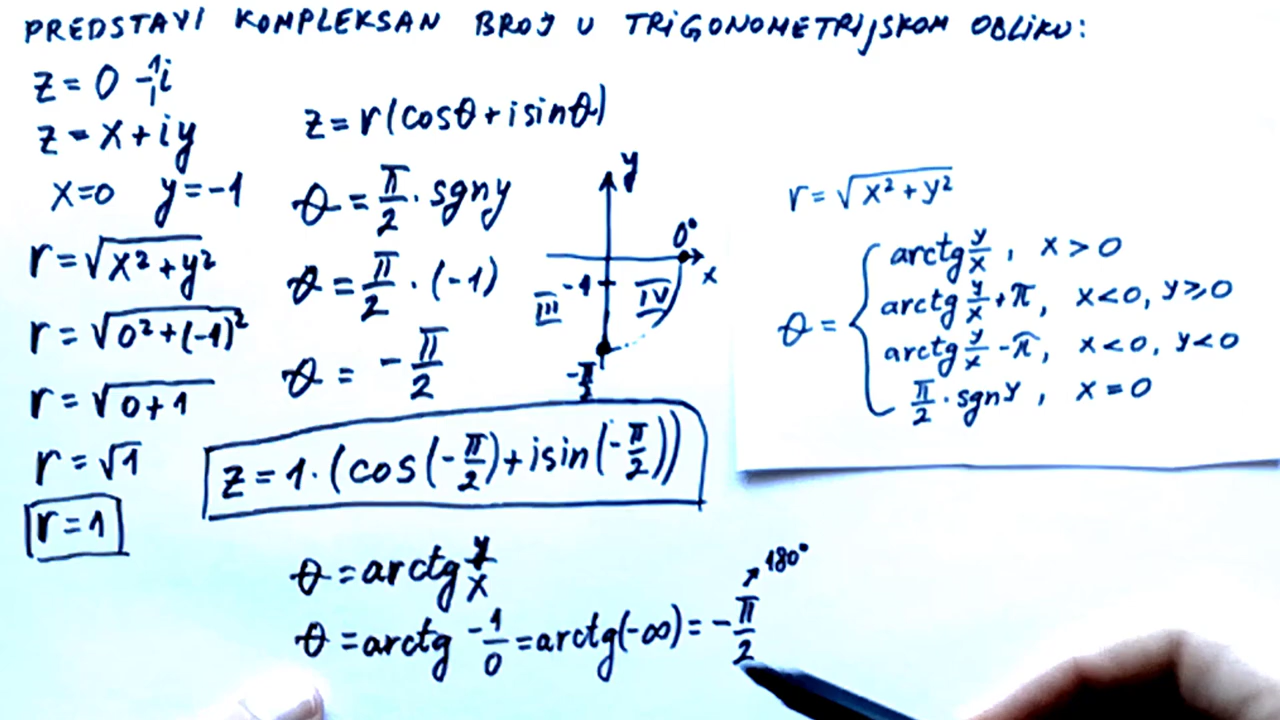 PREDSTAVI KOMPLEKSAN BROJ U TRIGONOMETRIJSKOM OBLIKU:
z = 0 -1i
1
z = x + iy
x=0 y=-1
r = √x²+y²
r = √0²+(-1)²
r = √0+1
r = √1
r = 1
z = r(cosθ + i sinθ)
θ = π/2 · sgny
θ = π/2 · (-1)
θ = -π/2
y
0°
x
-1
III
IV
-π/2
z = 1·(cos(-π/2)+isin(-π/2))
θ = arctg y/x
θ = arctg -1/0 = arctg(-∞) = -π/2
180°
r = √x²+y²
θ = {
arctg y/x , x > 0
arctg y/x + π, x<0, y≥0
arctg y/x - π, x<0, y<0
π/2 · sgny , x = 0